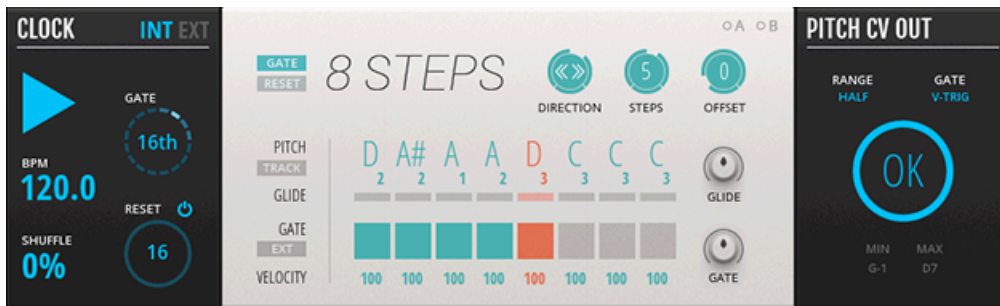 CLOCK INT EXT
GATE
16th
BPM
120.0
RESET
16
SHUFFLE
0%
A B
GATE
RESET
8 STEPS
5 0
DIRECTION STEPS OFFSET
PITCH D A# A A D C C C
TRACK 2 2 1 2 3 3 3 3
GLIDE GLIDE
GATE
EXT
VELOCITY 100 100 100 100 100 100 100 100 GATE
PITCH CV OUT
RANGE GATE
HALF V-TRIG
OK
MIN MAX
G-1 D7